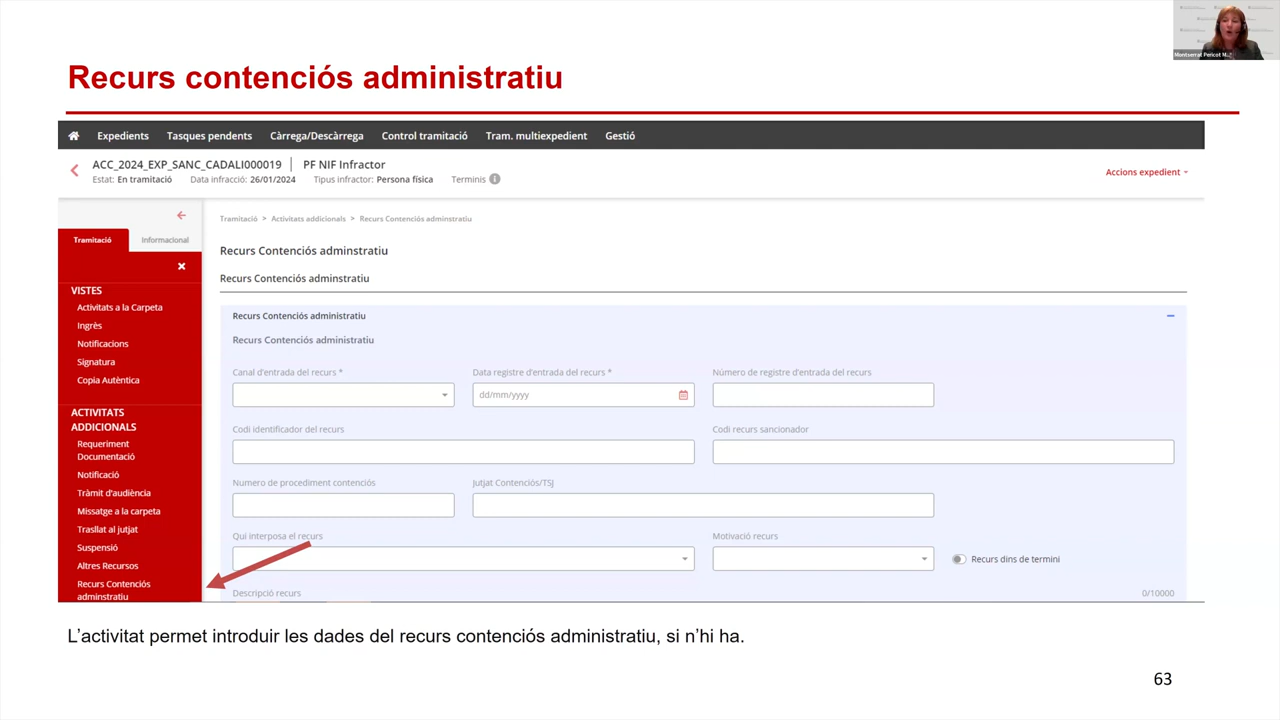 Montserrat Pericot M...
Recurs contenciós administratiu
Expedients Tasques pendents Càrrega/Descàrrega Control tramitació Tram. multiexpedient Gestió
ACC_2024_EXP_SANC_CADALI000019 | PF NIF Infractor
Estat: En tramitació Data infracció: 26/01/2024 Tipus infractor: Persona física Terminis
Accions expedient
Tramitació Informacional
VISTES
Activitats a la Carpeta
Ingrès
Notificacions
Signatura
Copia Autèntica
ACTIVITATS
ADDICIONALS
Requeriment
Documentació
Notificació
Tràmit d'audiència
Missatge a la carpeta
Trasllat al jutjat
Suspensió
Altres Recursos
Recurs Contenciós
adminstratiu
Tramitació > Activitats addicionals > Recurs Contenciós adminstratiu
Recurs Contenciós adminstratiu
Recurs Contenciós adminstratiu
Recurs Contenciós administratiu
Recurs Contenciós administratiu
Canal d'entrada del recurs * Data registre d'entrada del recurs * Número de registre d'entrada del recurs
dd/mm/yyyy
Codi identificador del recurs Codi recurs sancionador
Numero de procediment contenciós Jutjat Contenciós/TSJ
Qui interposa el recurs Motivació recurs
Recurs dins de termini
Descripció recurs 0/10000
L'activitat permet introduir les dades del recurs contenciós administratiu, si n'hi ha.
63